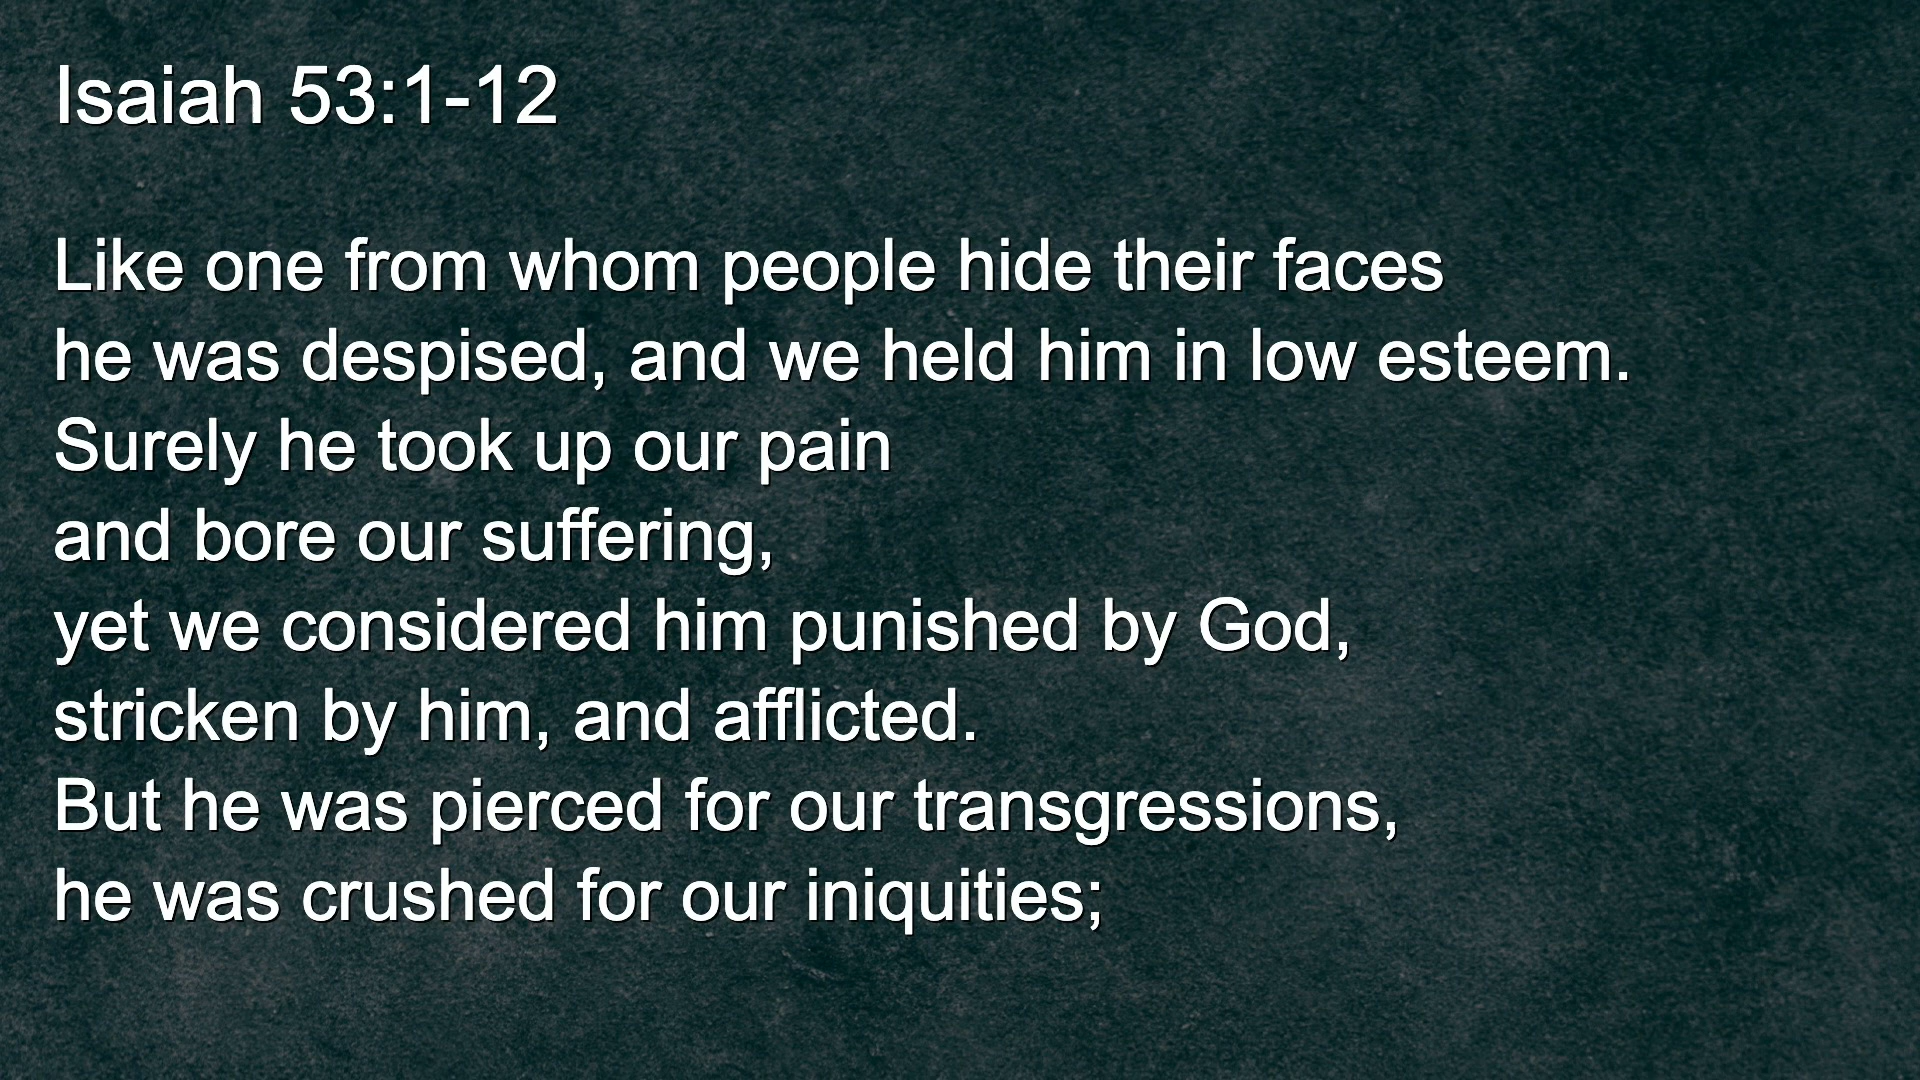 Isaiah 53:1-12
Like one from whom people hide their faces
he was despised, and we held him in low esteem.
Surely he took up our pain
and bore our suffering,
yet we considered him punished by God,
stricken by him, and afflicted.
But he was pierced for our transgressions,
he was crushed for our iniquities;